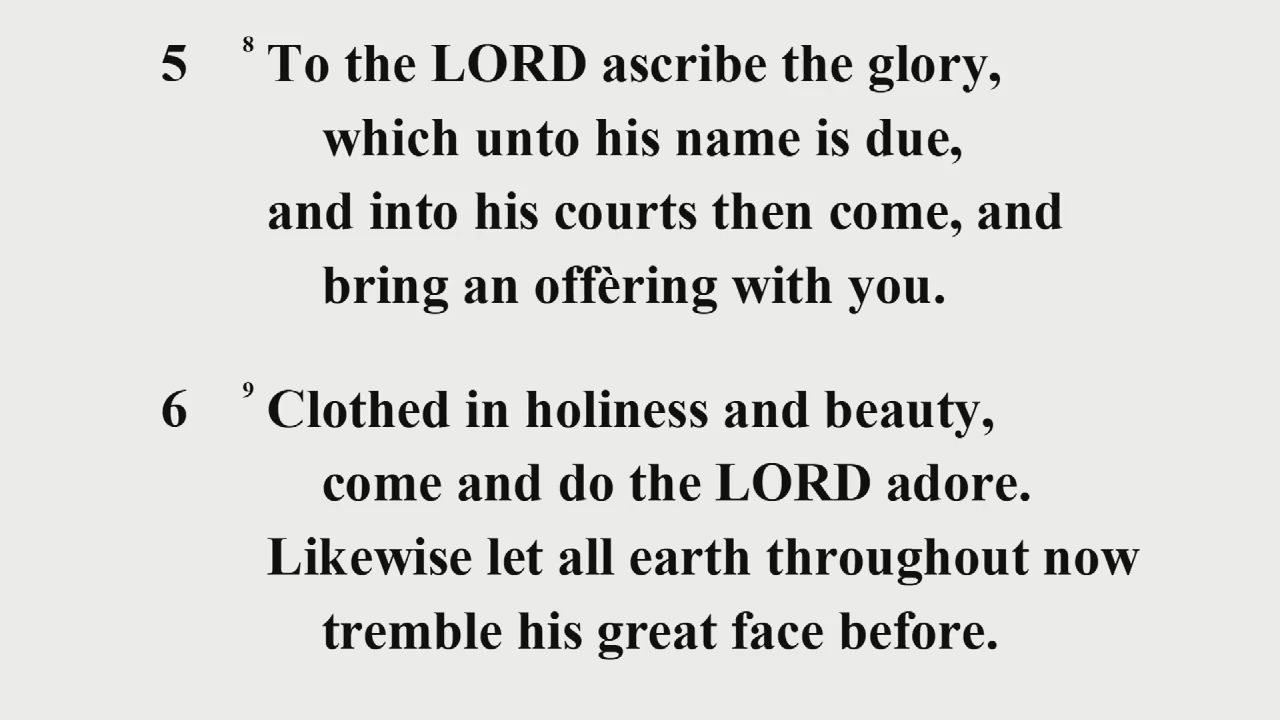 5 8 To the LORD ascribe the glory,
which unto his name is due,
and into his courts then come, and
bring an offèring with you.
6 9 Clothed in holiness and beauty,
come and do the LORD adore.
Likewise let all earth throughout now
tremble his great face before.